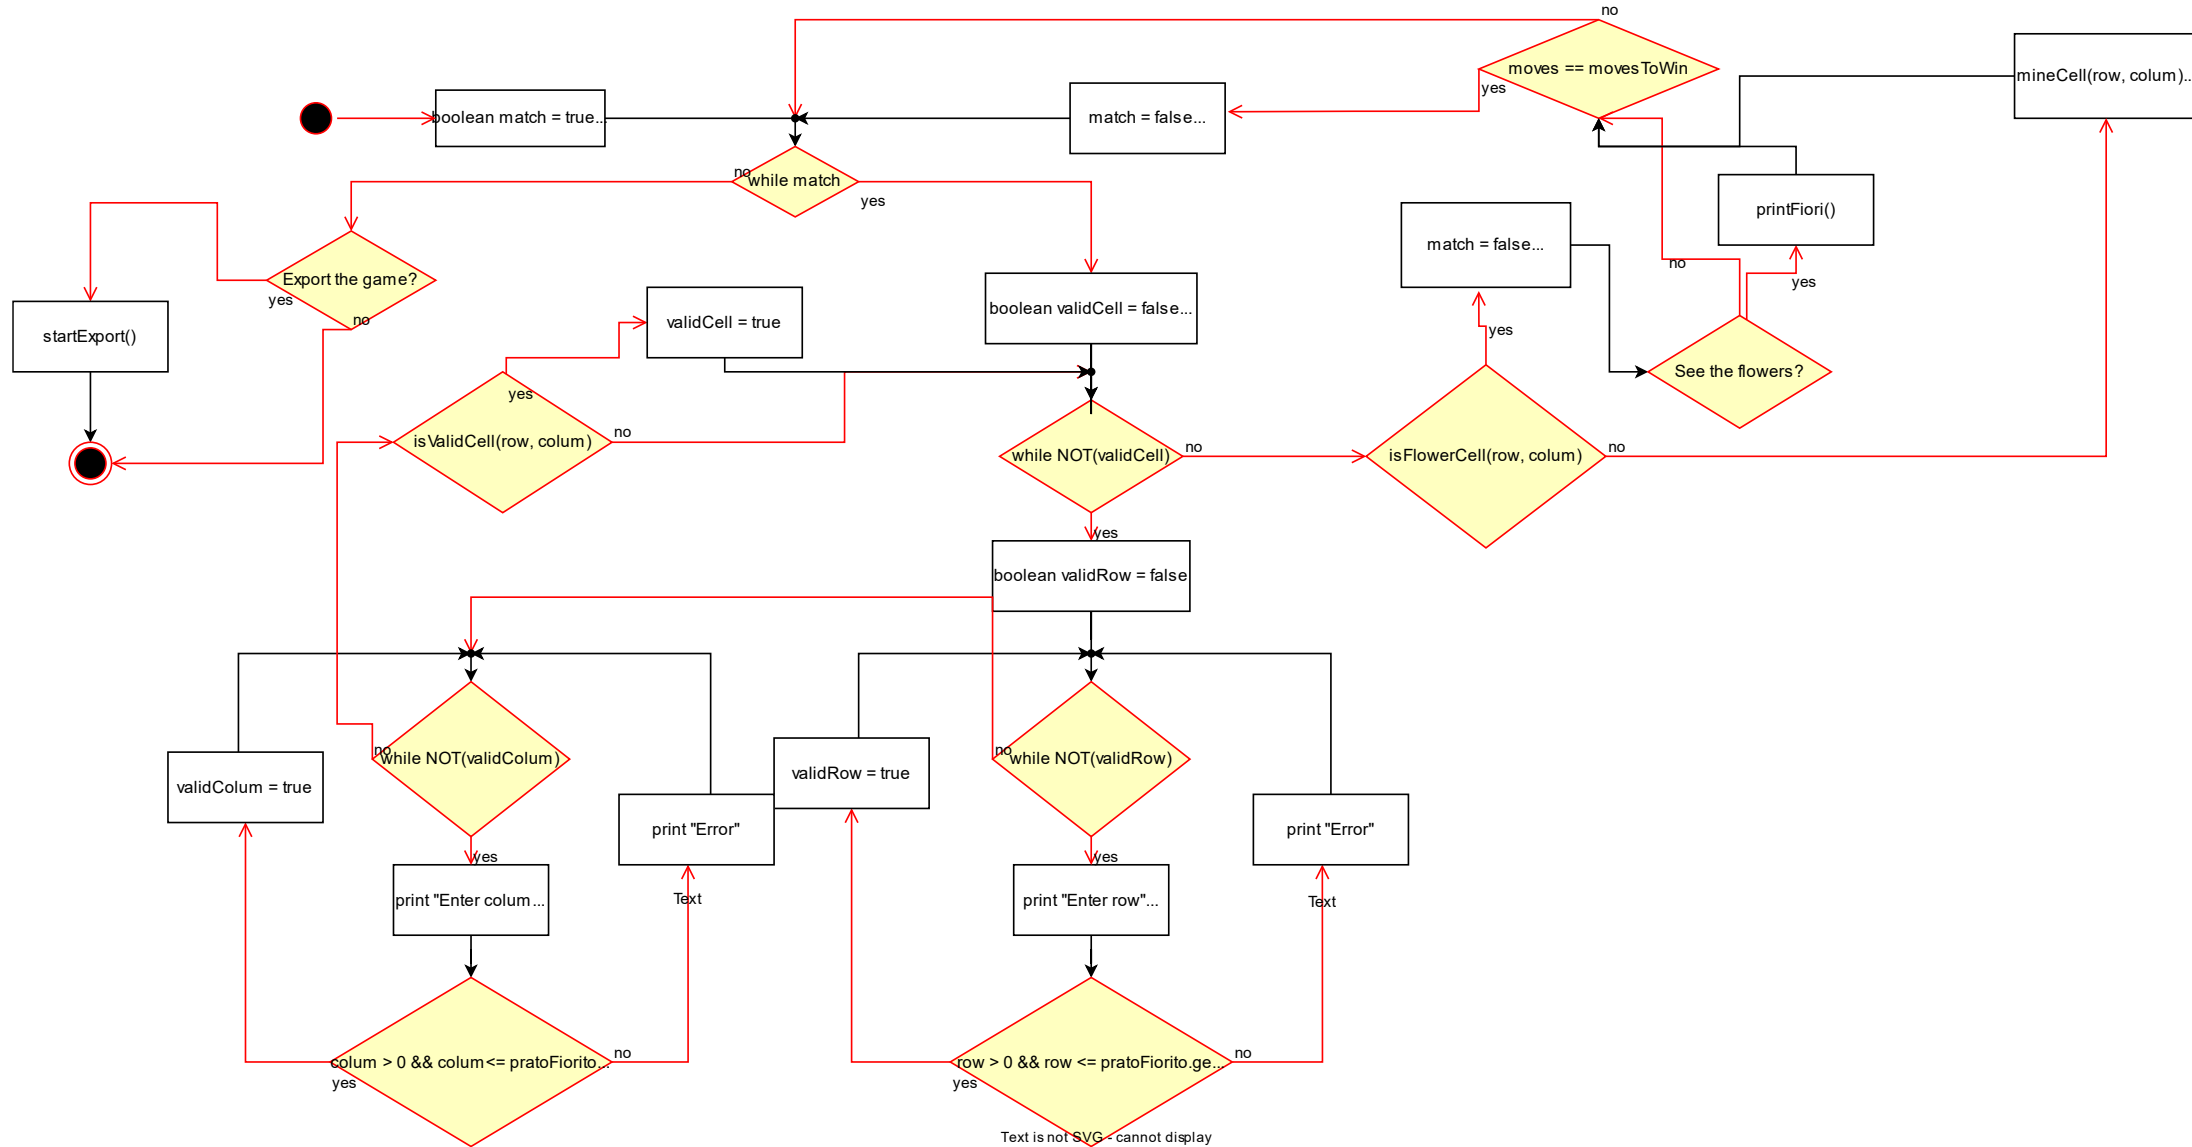 no
moves == movesToWin
yes
mineCell(row, colum)...
boolean match = true...
match = false...
no
while match
yes
printFiori()
match = false...
no
yes
Export the game?
yes
no
startExport()
validCell = true
boolean validCell = false...
yes
See the flowers?
yes
isValidCell(row, colum)
no
while NOT(validCell)
no
isFlowerCell(row, colum)
no
yes
boolean validRow = false
no
while NOT(validColum)
no
while NOT(validRow)
validColum = true
validRow = true
print "Error"
print "Error"
yes
yes
print "Enter colum...
Text
print "Enter row"...
Text
colum > 0 && colum<= pratoFiorito...
no
yes
row > 0 && row <= pratoFiorito.ge...
no
yes
Text is not SVG - cannot display